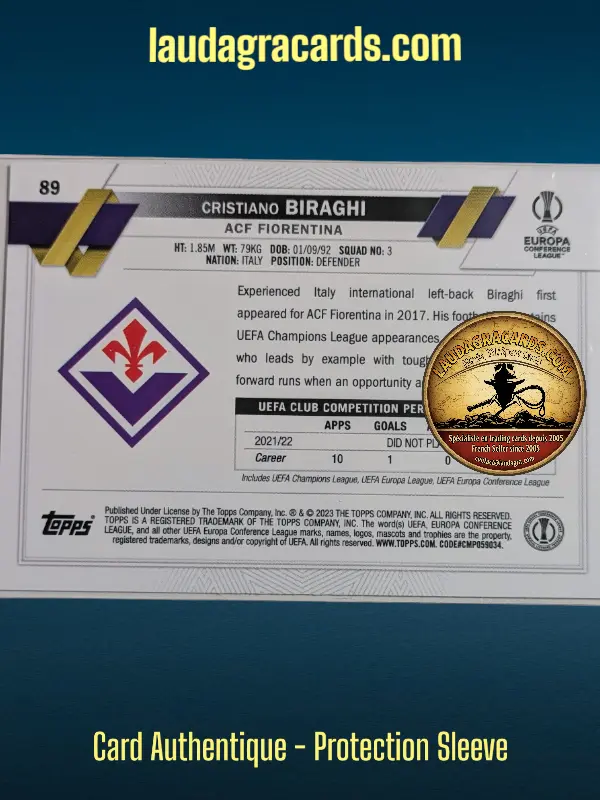 laudagracards.com
89
CRISTIANO BIRAGHI
ACF FIORENTINA
HT: 1.85M WT: 79KG DOB: 01/09/92 SQUAD NO: 3
NATION: ITALY POSITION: DEFENDER
UEFA
EUROPA
CONFERENCE
LEAGUE™
Experienced Italy international left-back Biraghi first
appeared for ACF Fiorentina in 2017. His
UEFA Champions League appearances
who leads by example with
forward runs when an opportunity
LAUDAGRACARDS.COM
Spécialiste en trading cards depuis 2005
French Seller since 2005
UEFA CLUB COMPETITION
APPS GOALS
2021/22 DID NOT
Career 10 1 0
Includes UEFA Champions League, UEFA Europa League, UEFA Europa Conference League
TOPPS
Published Under License by The Topps Company, Inc. ® & © 2023 THE TOPPS COMPANY, INC. ALL RIGHTS RESERVED.
TOPPS IS A REGISTERED TRADEMARK OF THE TOPPS COMPANY, INC. The word(s) UEFA, EUROPA CONFERENCE
LEAGUE, and all other UEFA Europa Conference League marks, names, logos, mascots and trophies are the property,
registered trademarks, designs and/or copyright of UEFA. All rights reserved. WWW.TOPPS.COM. CODE#CMP059034.
Card Authentique - Protection Sleeve